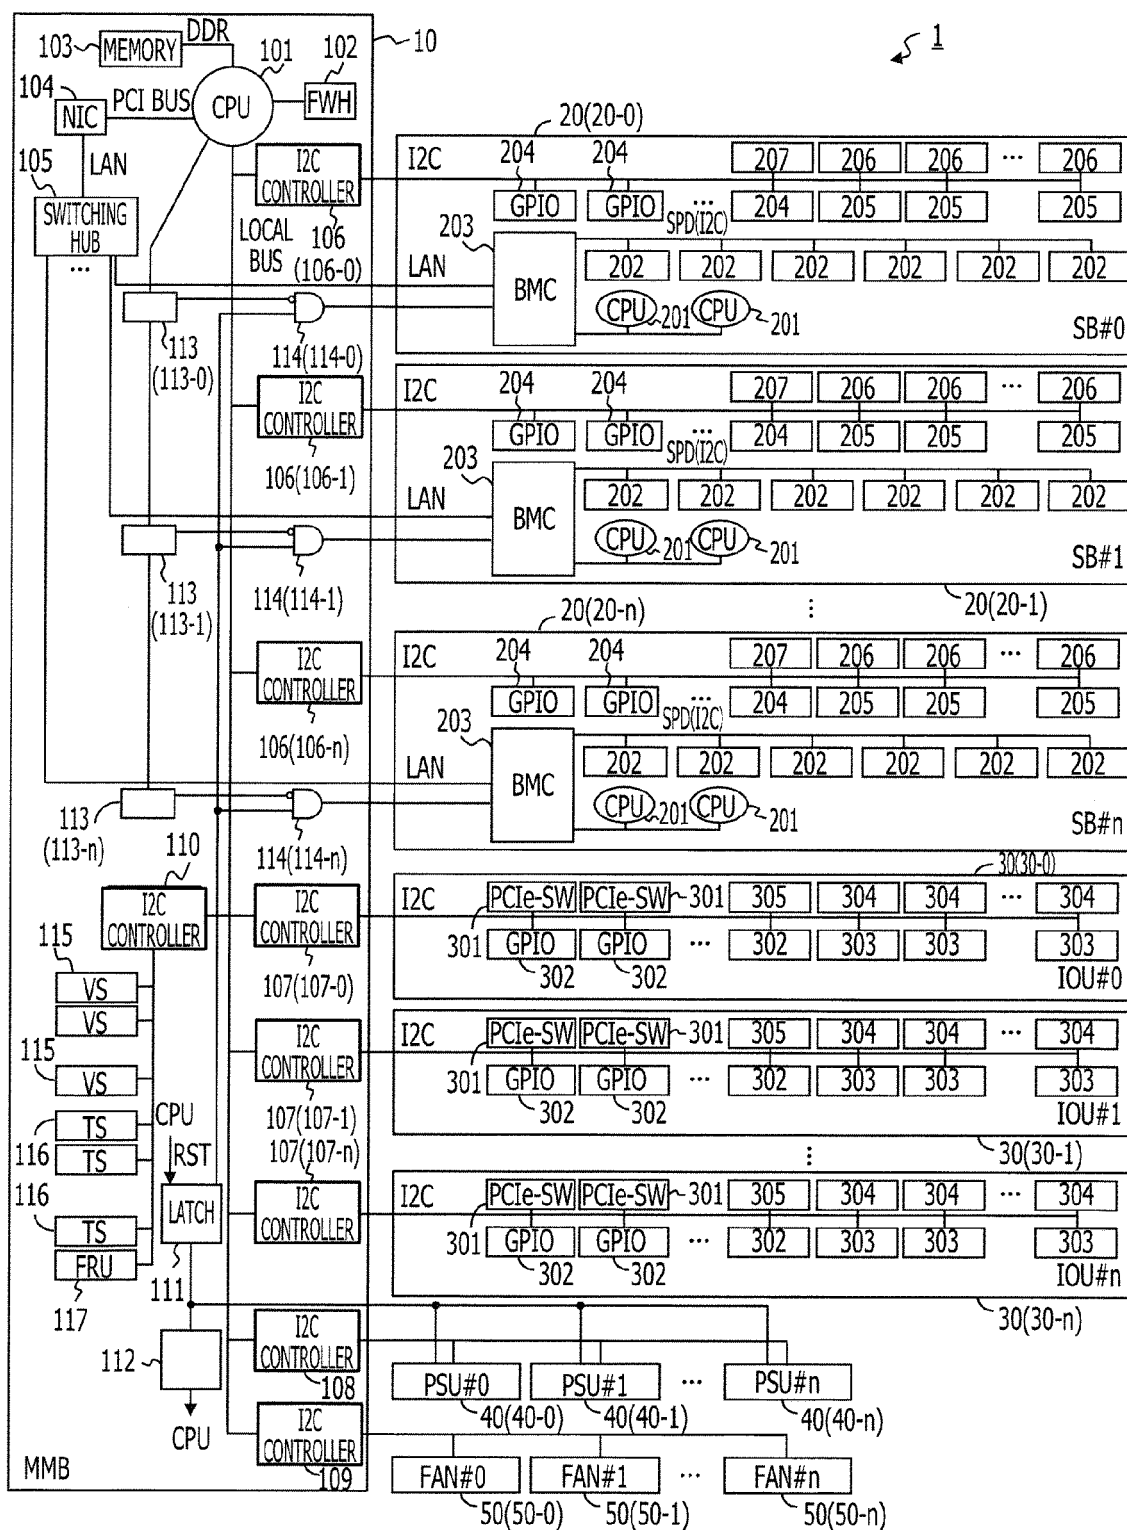 1
10
DDR
103
MEMORY
101
102
104
PCI BUS
CPU
FWH
NIC
LAN
105
SWITCHING
HUB
...
I2C
CONTROLLER
LOCAL
BUS
106
(106-0)
113
(113-0)
114(114-0)
I2C
CONTROLLER
106(106-1)
113
(113-1)
114(114-1)
I2C
CONTROLLER
106(106-n)
113
(113-n)
114(114-n)
110
I2C
CONTROLLER
I2C
CONTROLLER
107(107-0)
115
VS
VS
115
VS
I2C
CONTROLLER
107(107-1)
107(107-n)
TS
116
TS
CPU
RST
116
TS
FRU
117
LATCH
111
I2C
CONTROLLER
112
CPU
I2C
CONTROLLER
108
I2C
CONTROLLER
109
MMB
20(20-0)
I2C
204
204
207
206
206
...
206
GPIO
GPIO
...
SPD(I2C)
204
205
205
205
203
LAN
BMC
202
202
202
202
202
202
CPU
201
CPU
201
SB#0
I2C
204
204
207
206
206
...
206
GPIO
GPIO
...
SPD(I2C)
204
205
205
205
203
LAN
BMC
202
202
202
202
202
202
CPU
201
CPU
201
SB#1
20(20-1)
20(20-n)
I2C
204
204
207
206
206
...
206
GPIO
GPIO
...
SPD(I2C)
204
205
205
205
203
LAN
BMC
202
202
202
202
202
202
CPU
201
CPU
201
SB#n
30(30-0)
I2C
PCIe-SW
PCIe-SW
301
305
304
304
...
304
301
GPIO
GPIO
...
302
303
303
303
302
302
IOU#0
I2C
PCIe-SW
PCIe-SW
301
305
304
304
...
304
301
GPIO
GPIO
...
302
303
303
303
302
302
IOU#1
30(30-1)
I2C
PCIe-SW
PCIe-SW
301
305
304
304
...
304
301
GPIO
GPIO
...
302
303
303
303
302
302
IOU#n
30(30-n)
PSU#0
PSU#1
...
PSU#n
40(40-0)
40(40-1)
40(40-n)
FAN#0
FAN#1
...
FAN#n
50(50-0)
50(50-1)
50(50-n)